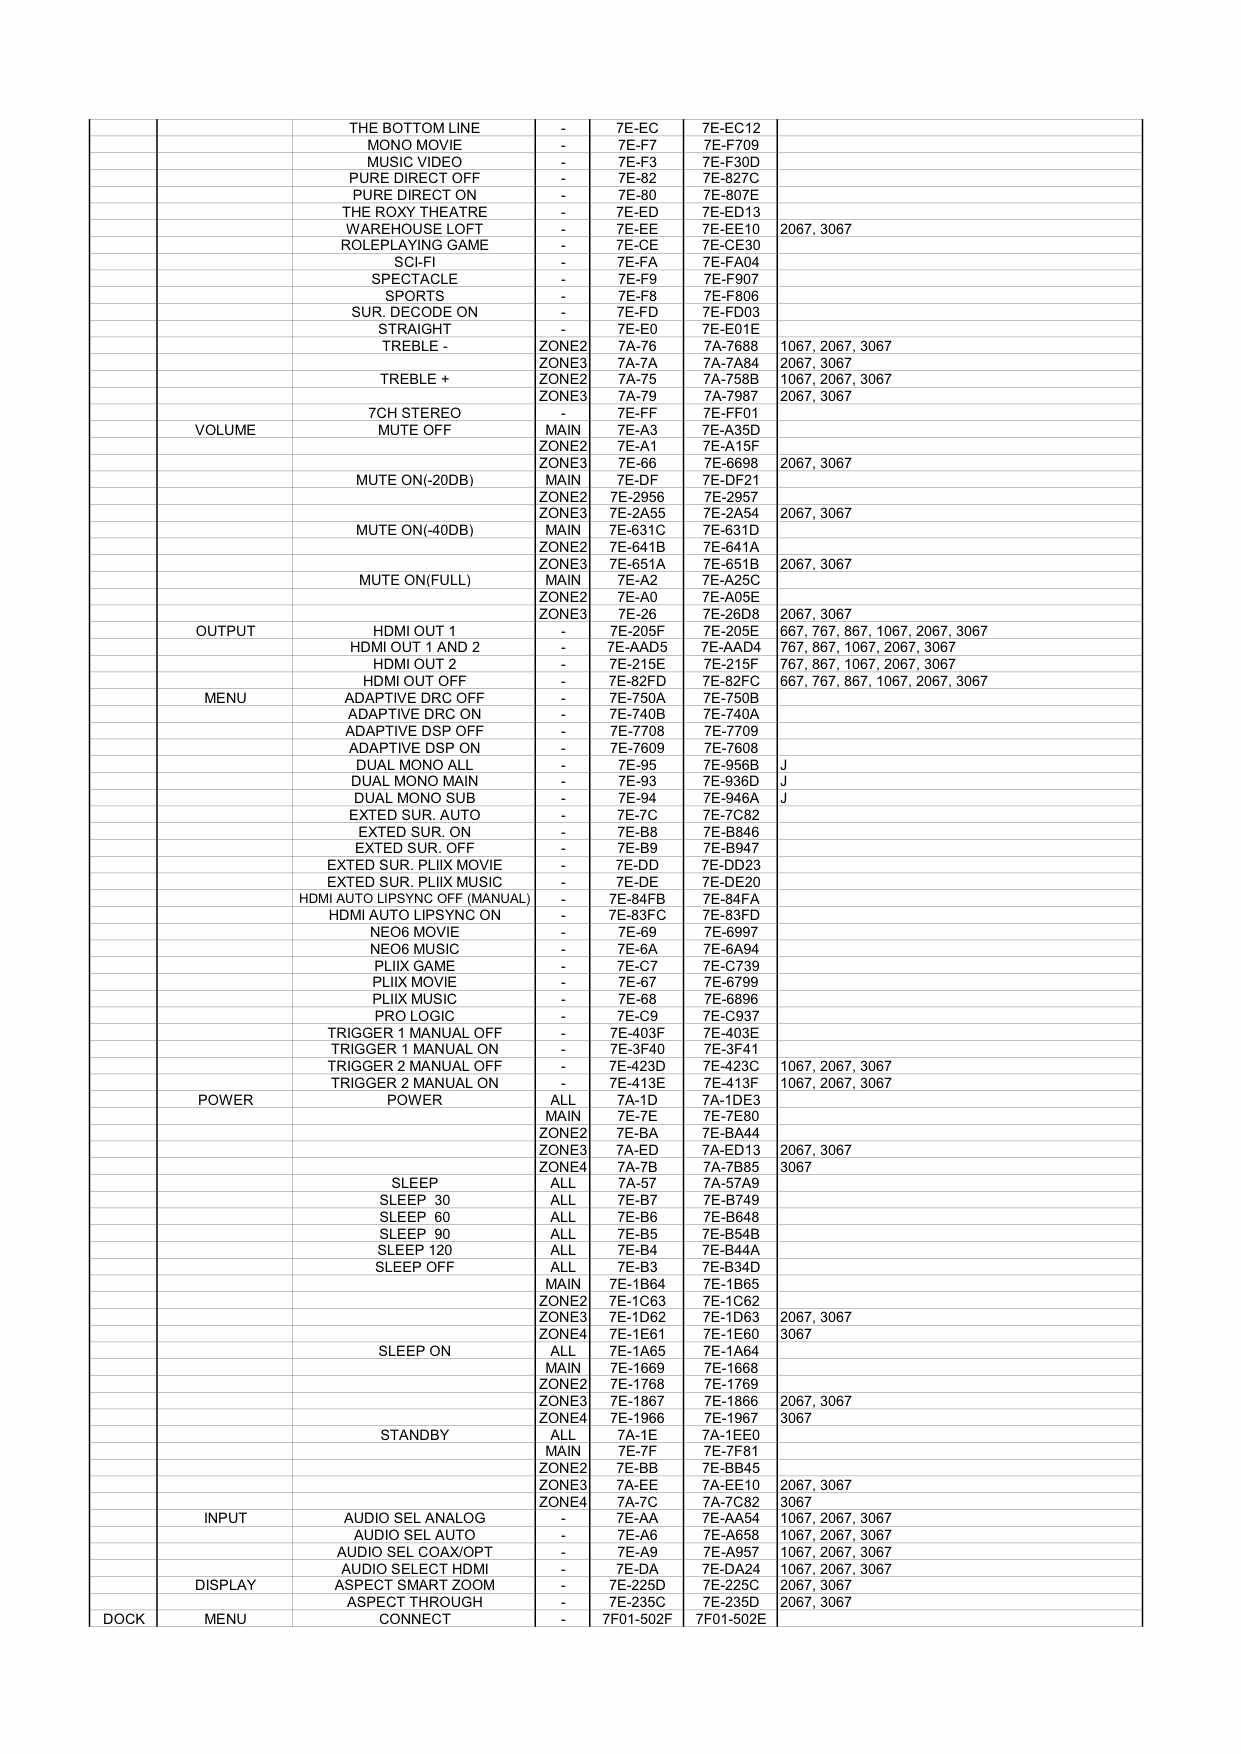 THE BOTTOM LINE - 7E-EC 7E-EC12
MONO MOVIE - 7E-F7 7E-F709
MUSIC VIDEO - 7E-F3 7E-F30D
PURE DIRECT OFF - 7E-82 7E-827C
PURE DIRECT ON - 7E-80 7E-807E
THE ROXY THEATRE - 7E-ED 7E-ED13
WAREHOUSE LOFT - 7E-EE 7E-EE10 2067, 3067
ROLEPLAYING GAME - 7E-CE 7E-CE30
SCI-FI - 7E-FA 7E-FA04
SPECTACLE - 7E-F9 7E-F907
SPORTS - 7E-F8 7E-F806
SUR. DECODE ON - 7E-FD 7E-FD03
STRAIGHT - 7E-E0 7E-E01E
TREBLE - ZONE2 7A-76 7A-7688 1067, 2067, 3067
ZONE3 7A-7A 7A-7A84 2067, 3067
TREBLE + ZONE2 7A-75 7A-758B 1067, 2067, 3067
ZONE3 7A-79 7A-7987 2067, 3067
7CH STEREO - 7E-FF 7E-FF01
VOLUME MUTE OFF MAIN 7E-A3 7E-A35D
ZONE2 7E-A1 7E-A15F
ZONE3 7E-66 7E-6698 2067, 3067
MUTE ON(-20DB) MAIN 7E-DF 7E-DF21
ZONE2 7E-2956 7E-2957
ZONE3 7E-2A55 7E-2A54 2067, 3067
MUTE ON(-40DB) MAIN 7E-631C 7E-631D
ZONE2 7E-641B 7E-641A
ZONE3 7E-651A 7E-651B 2067, 3067
MUTE ON(FULL) MAIN 7E-A2 7E-A25C
ZONE2 7E-A0 7E-A05E
ZONE3 7E-26 7E-26D8 2067, 3067
OUTPUT HDMI OUT 1 - 7E-205F 7E-205E 667, 767, 867, 1067, 2067, 3067
HDMI OUT 1 AND 2 - 7E-AAD5 7E-AAD4 767, 867, 1067, 2067, 3067
HDMI OUT 2 - 7E-215E 7E-215F 767, 867, 1067, 2067, 3067
HDMI OUT OFF - 7E-82FD 7E-82FC 667, 767, 867, 1067, 2067, 3067
MENU ADAPTIVE DRC OFF - 7E-750A 7E-750B
ADAPTIVE DRC ON - 7E-740B 7E-740A
ADAPTIVE DSP OFF - 7E-7708 7E-7709
ADAPTIVE DSP ON - 7E-7609 7E-7608
DUAL MONO ALL - 7E-95 7E-956B J
DUAL MONO MAIN - 7E-93 7E-936D J
DUAL MONO SUB - 7E-94 7E-946A J
EXTED SUR. AUTO - 7E-7C 7E-7C82
EXTED SUR. ON - 7E-B8 7E-B846
EXTED SUR. OFF - 7E-B9 7E-B947
EXTED SUR. PLIIX MOVIE - 7E-DD 7E-DD23
EXTED SUR. PLIIX MUSIC - 7E-DE 7E-DE20
HDMI AUTO LIPSYNC OFF (MANUAL) - 7E-84FB 7E-84FA
HDMI AUTO LIPSYNC ON - 7E-83FC 7E-83FD
NEO6 MOVIE - 7E-69 7E-6997
NEO6 MUSIC - 7E-6A 7E-6A94
PLIIX GAME - 7E-C7 7E-C739
PLIIX MOVIE - 7E-67 7E-6799
PLIIX MUSIC - 7E-68 7E-6896
PRO LOGIC - 7E-C9 7E-C937
TRIGGER 1 MANUAL OFF - 7E-403F 7E-403E
TRIGGER 1 MANUAL ON - 7E-3F40 7E-3F41
TRIGGER 2 MANUAL OFF - 7E-423D 7E-423C 1067, 2067, 3067
TRIGGER 2 MANUAL ON - 7E-413E 7E-413F 1067, 2067, 3067
POWER POWER ALL 7A-1D 7A-1DE3
MAIN 7E-7E 7E-7E80
ZONE2 7E-BA 7E-BA44
ZONE3 7A-ED 7A-ED13 2067, 3067
ZONE4 7A-7B 7A-7B85 3067
SLEEP ALL 7A-57 7A-57A9
SLEEP 30 ALL 7E-B7 7E-B749
SLEEP 60 ALL 7E-B6 7E-B648
SLEEP 90 ALL 7E-B5 7E-B54B
SLEEP 120 ALL 7E-B4 7E-B44A
SLEEP OFF ALL 7E-B3 7E-B34D
MAIN 7E-1B64 7E-1B65
ZONE2 7E-1C63 7E-1C62
ZONE3 7E-1D62 7E-1D63 2067, 3067
ZONE4 7E-1E61 7E-1E60 3067
SLEEP ON ALL 7E-1A65 7E-1A64
MAIN 7E-1669 7E-1668
ZONE2 7E-1768 7E-1769
ZONE3 7E-1867 7E-1866 2067, 3067
ZONE4 7E-1966 7E-1967 3067
STANDBY ALL 7A-1E 7A-1EE0
MAIN 7E-7F 7E-7F81
ZONE2 7E-BB 7E-BB45
ZONE3 7A-EE 7A-EE10 2067, 3067
ZONE4 7A-7C 7A-7C82 3067
INPUT AUDIO SEL ANALOG - 7E-AA 7E-AA54 1067, 2067, 3067
AUDIO SEL AUTO - 7E-A6 7E-A658 1067, 2067, 3067
AUDIO SEL COAX/OPT - 7E-A9 7E-A957 1067, 2067, 3067
AUDIO SELECT HDMI - 7E-DA 7E-DA24 1067, 2067, 3067
DISPLAY ASPECT SMART ZOOM - 7E-225D 7E-225C 2067, 3067
ASPECT THROUGH - 7E-235C 7E-235D 2067, 3067
DOCK MENU CONNECT - 7F01-502F 7F01-502E